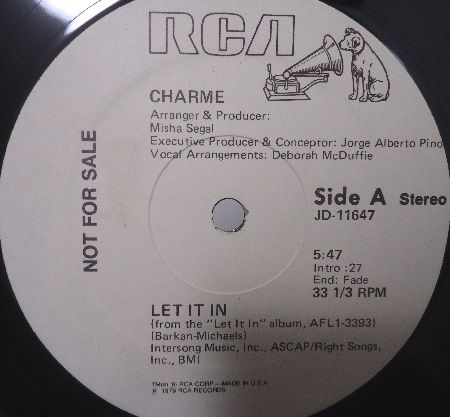 RCA
CHARME
Arranger & Producer:
Misha Segal
Executive Producer & Conceptor: Jorge Alberto Pino
Vocal Arrangements: Deborah McDuffie
NOT FOR SALE
Side A Stereo
JD-11647
5:47
Intro :27
End: Fade
33 1/3 RPM
LET IT IN
(from the "Let It In" album, AFL1-3393)
(Barkan-Michaels)
Intersong Music, Inc., ASCAP/Right Songs,
Inc., BMI
TM(s) ® RCA CORP.—MADE IN U.S.A.
℗ 1979 RCA RECORDS